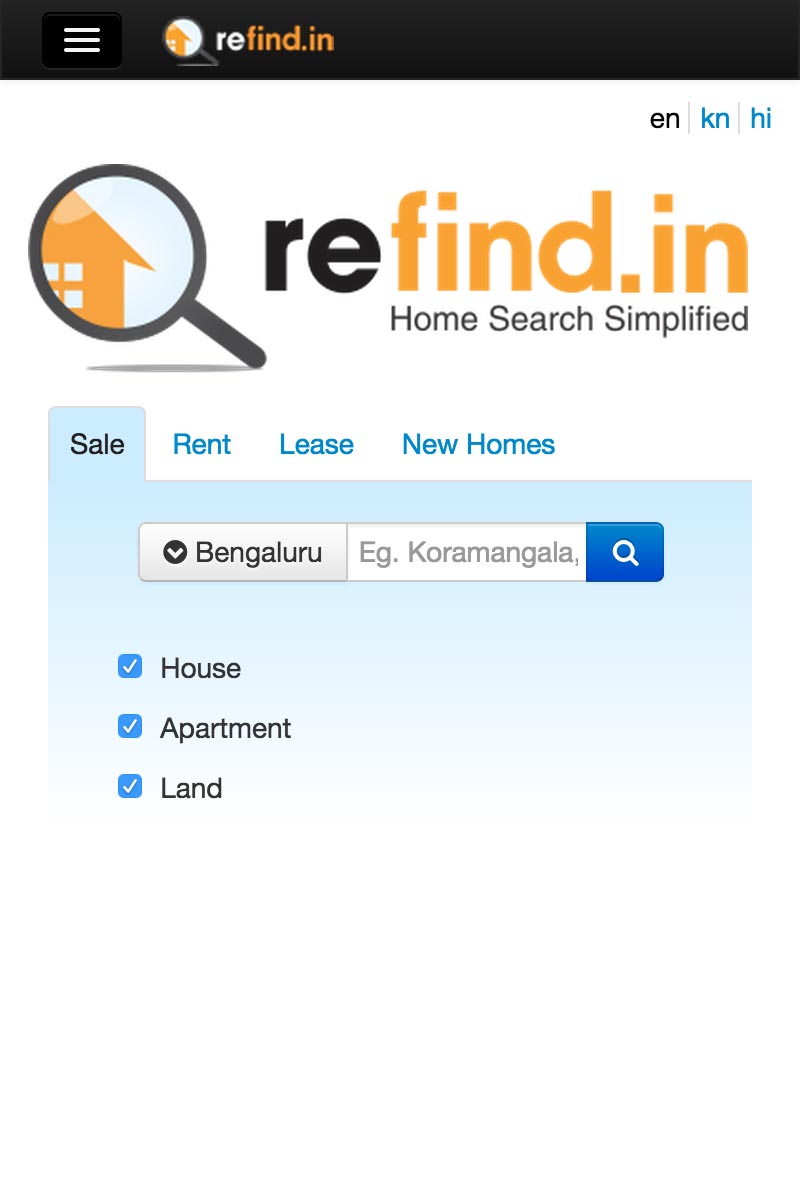 refind.in
en kn hi
refind.in
Home Search Simplified
Sale Rent Lease New Homes
Bengaluru Eg. Koramangala,
House
Apartment
Land